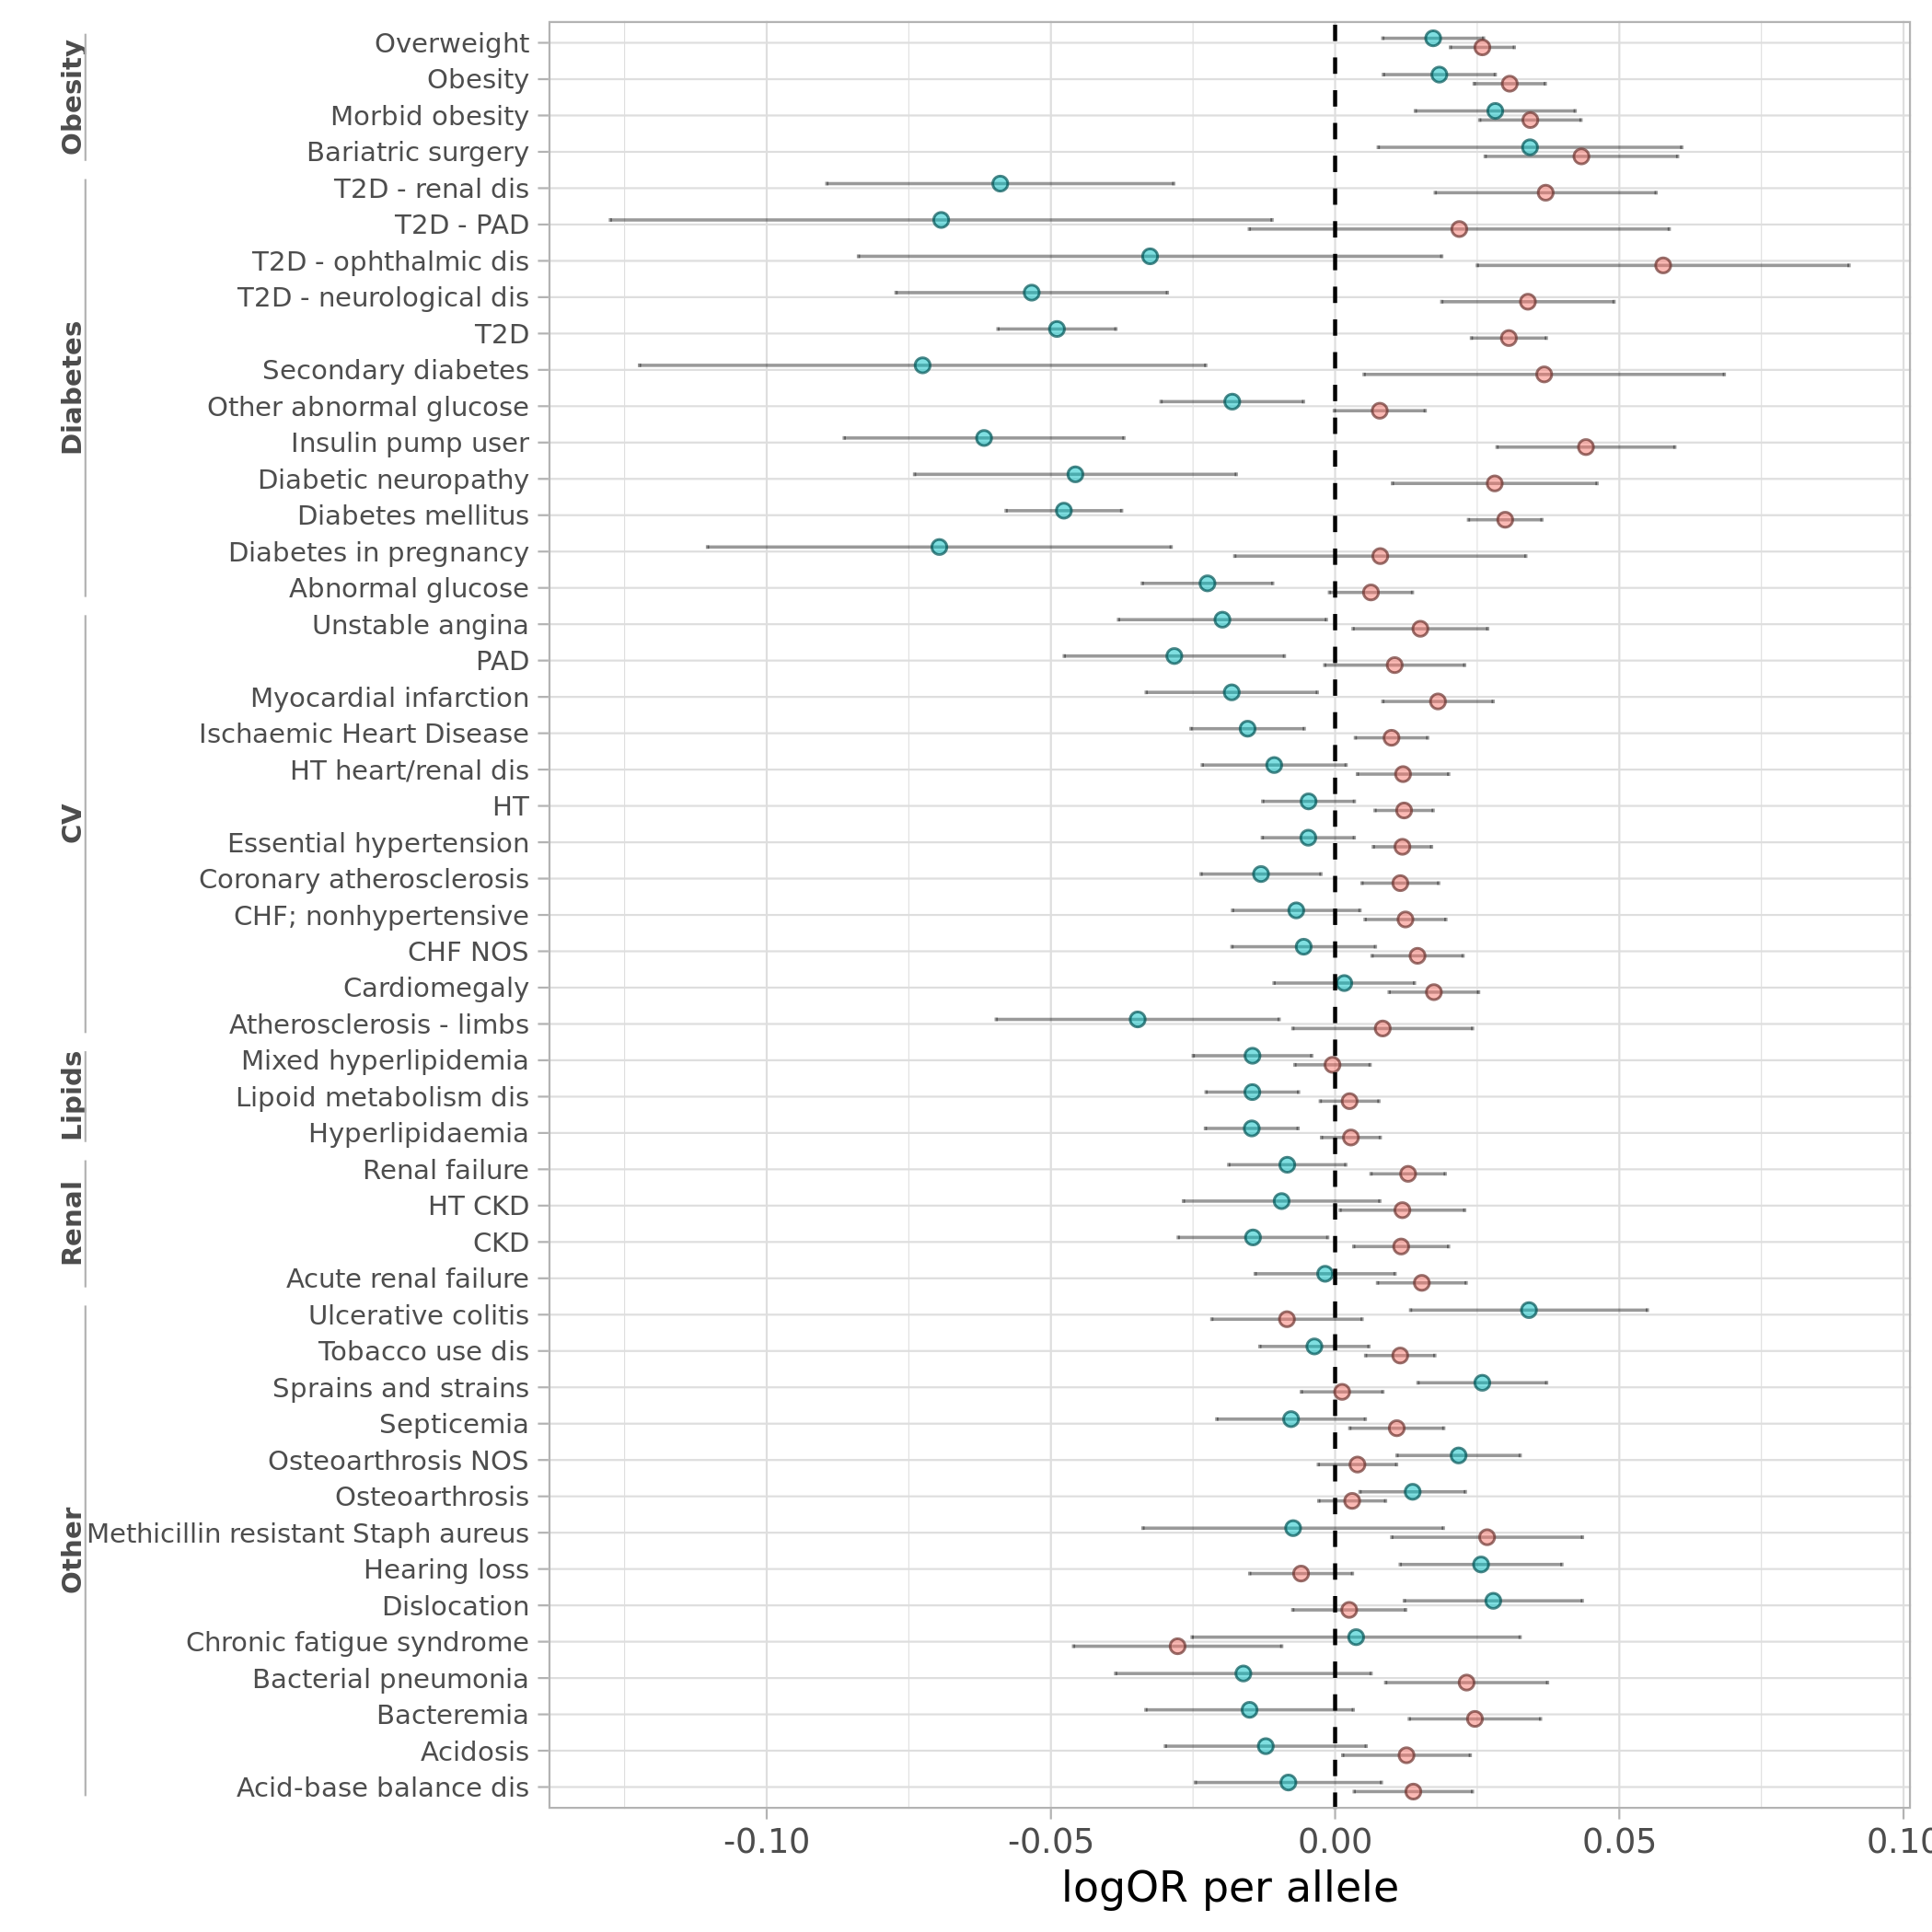 Obesity
Overweight
Obesity
Morbid obesity
Bariatric surgery
Diabetes
T2D - renal dis
T2D - PAD
T2D - ophthalmic dis
T2D - neurological dis
T2D
Secondary diabetes
Other abnormal glucose
Insulin pump user
Diabetic neuropathy
Diabetes mellitus
Diabetes in pregnancy
Abnormal glucose
CV
Unstable angina
PAD
Myocardial infarction
Ischaemic Heart Disease
HT heart/renal dis
HT
Essential hypertension
Coronary atherosclerosis
CHF; nonhypertensive
CHF NOS
Cardiomegaly
Atherosclerosis - limbs
Lipids
Mixed hyperlipidemia
Lipoid metabolism dis
Hyperlipidaemia
Renal
Renal failure
HT CKD
CKD
Acute renal failure
Other
Ulcerative colitis
Tobacco use dis
Sprains and strains
Septicemia
Osteoarthrosis NOS
Osteoarthrosis
Methicillin resistant Staph aureus
Hearing loss
Dislocation
Chronic fatigue syndrome
Bacterial pneumonia
Bacteremia
Acidosis
Acid-base balance dis
-0.10 -0.05 0.00 0.05 0.10
logOR per allele